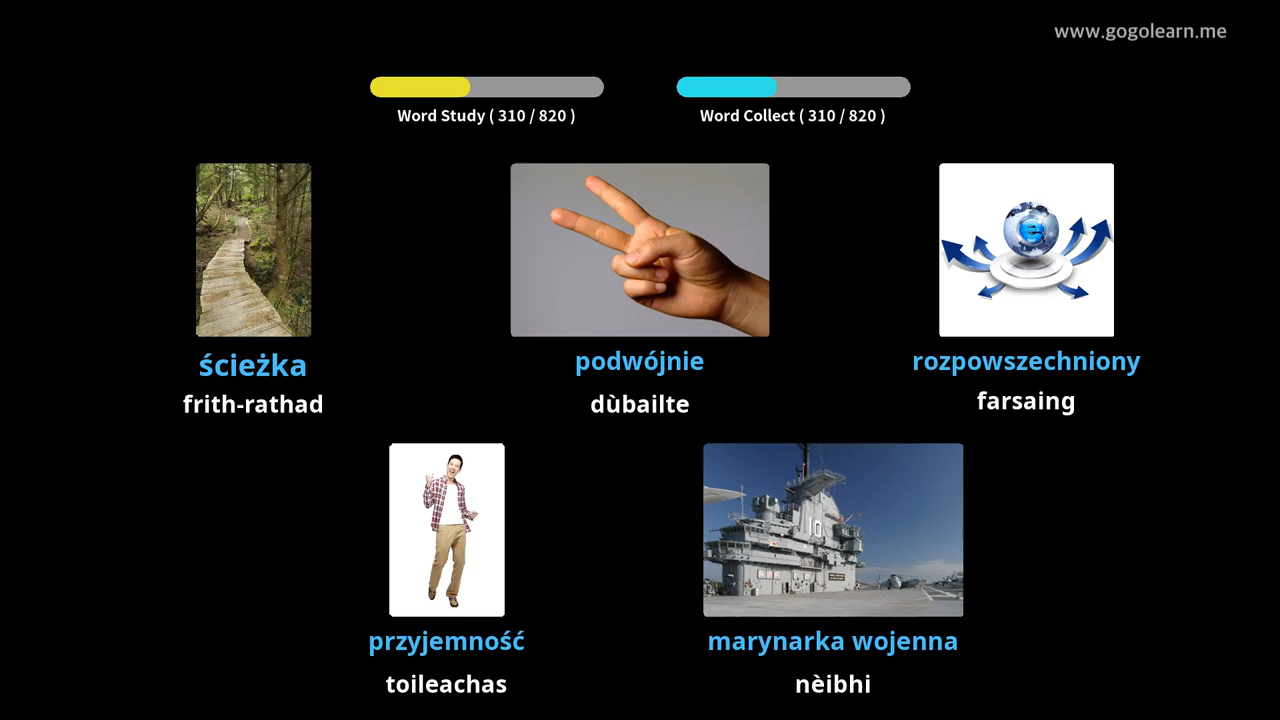 www.gogolearn.me
Word Study ( 310 / 820 )
Word Collect ( 310 / 820 )
ścieżka
frith-rathad
podwójnie
dùbailte
rozpowszechniony
farsaing
10
przyjemność
toileachas
marynarka wojenna
nèibhi